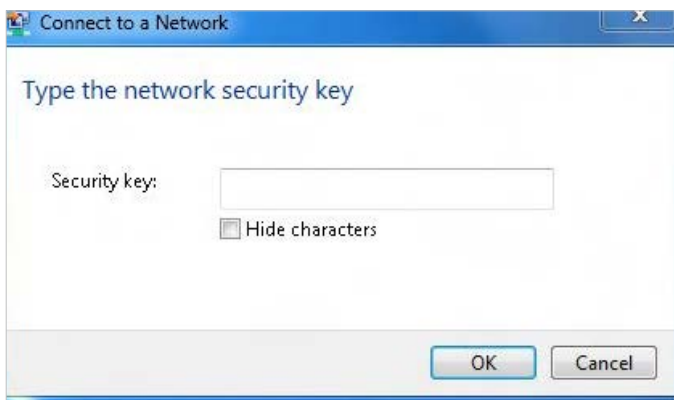 Connect to a Network
Type the network security key
Security key:
Hide characters
OK Cancel